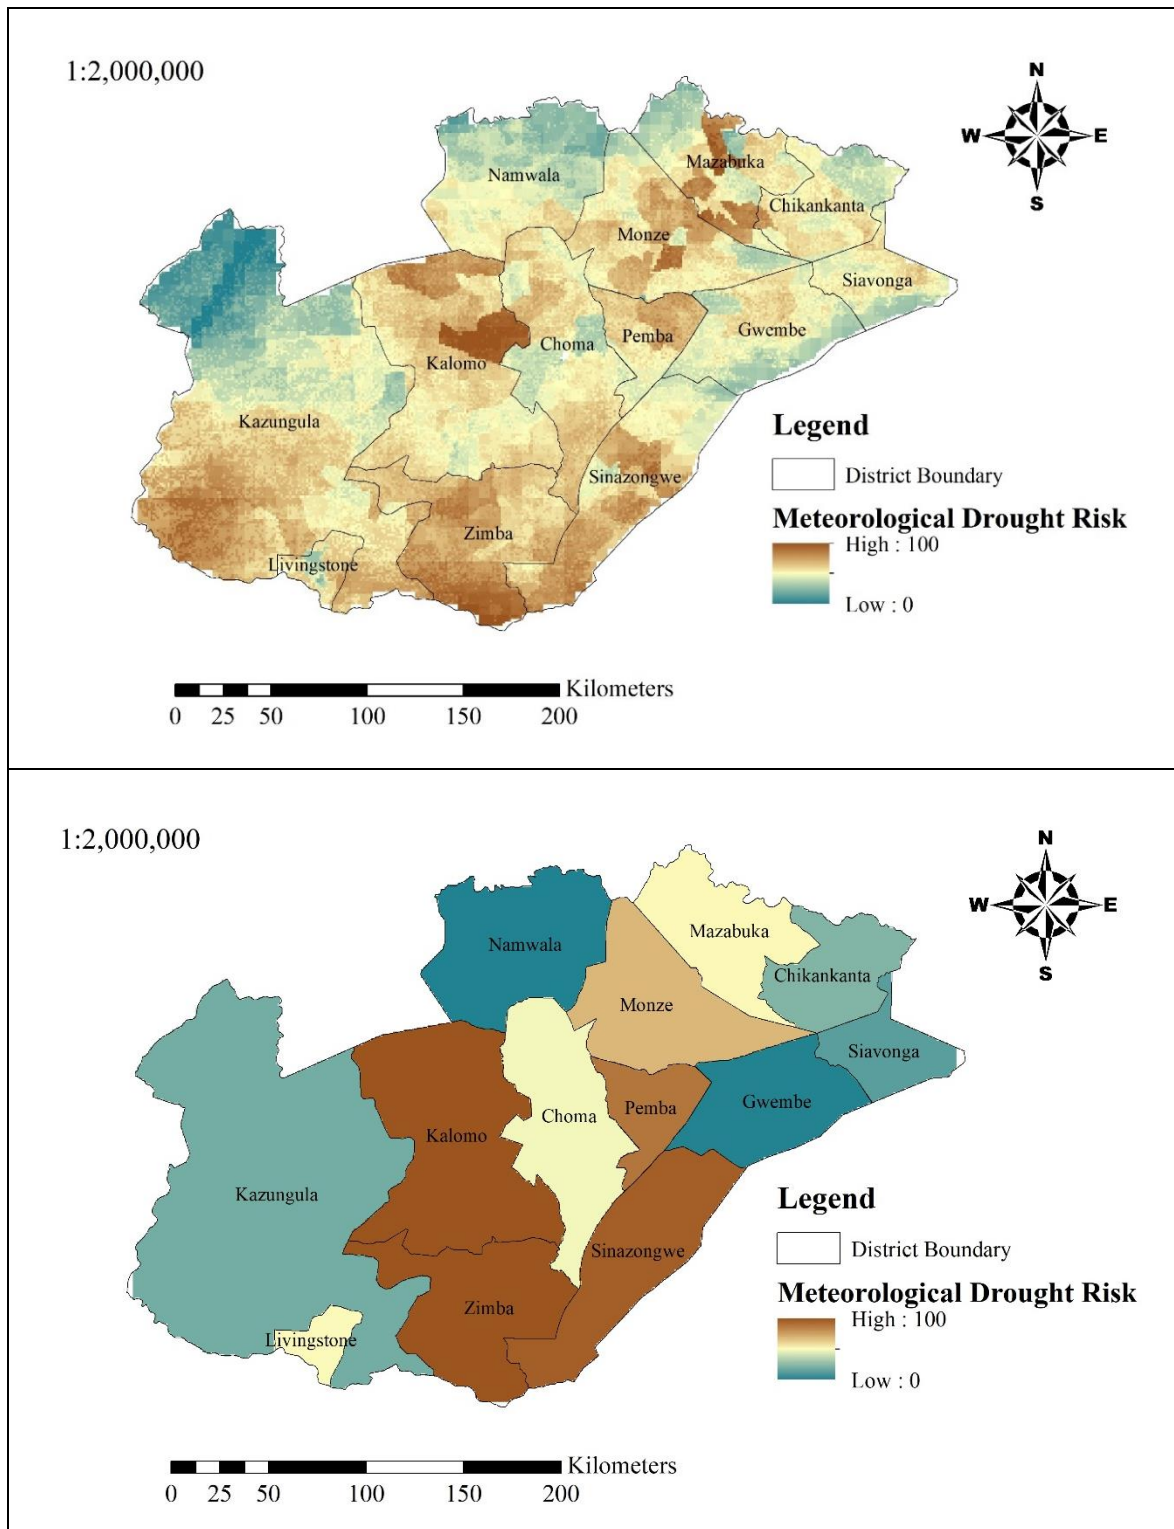 1:2,000,000
N
W E
S
Namwala
Mazabuka
Chikankanta
Monze
Siavonga
Pemba
Gwembe
Choma
Kalomo
Kazungula
Sinazongwe
Zimba
Livingstone
Legend
District Boundary
Meteorological Drought Risk
High : 100
Low : 0
Kilometers
0 25 50 100 150 200
1:2,000,000
N
W E
S
Namwala
Mazabuka
Chikankanta
Monze
Siavonga
Pemba
Gwembe
Choma
Kalomo
Kazungula
Sinazongwe
Zimba
Livingstone
Legend
District Boundary
Meteorological Drought Risk
High : 100
Low : 0
Kilometers
0 25 50 100 150 200